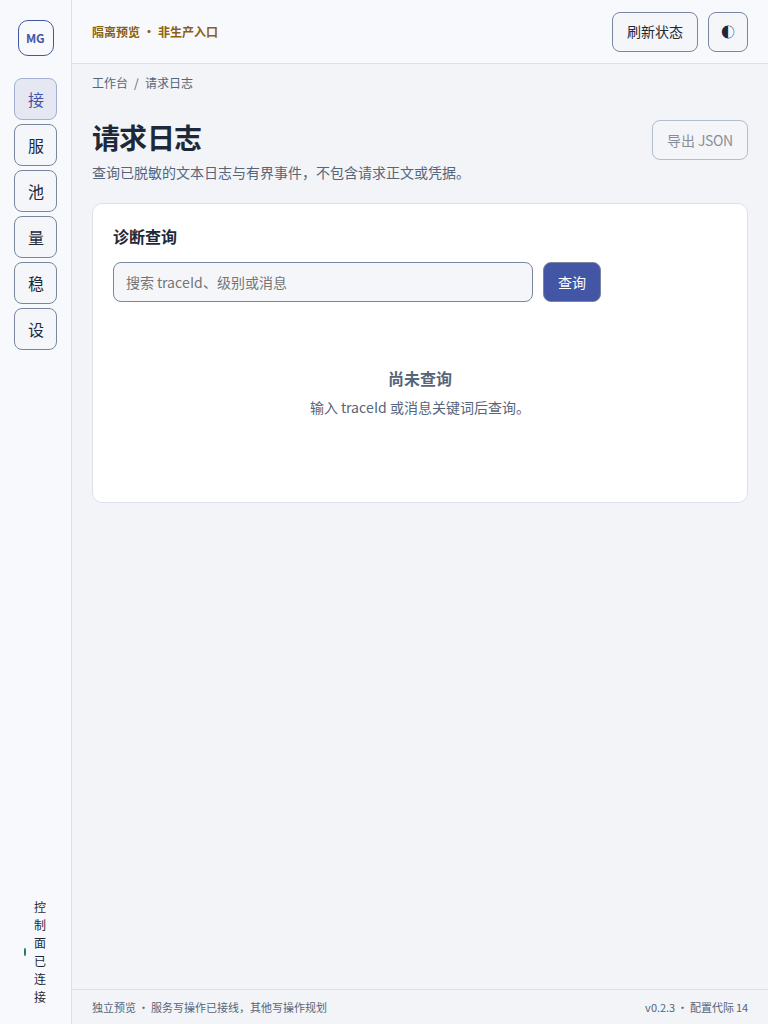 MG
接
服
池
量
稳
设
控
制
面
已
连
接
隔离预览 · 非生产入口
刷新状态
工作台 / 请求日志
请求日志
导出 JSON
查询已脱敏的文本日志与有界事件，不包含请求正文或凭据。
诊断查询
搜索 traceId、级别或消息
查询
尚未查询
输入 traceId 或消息关键词后查询。
独立预览 · 服务写操作已接线，其他写操作规划
v0.2.3 · 配置代际 14